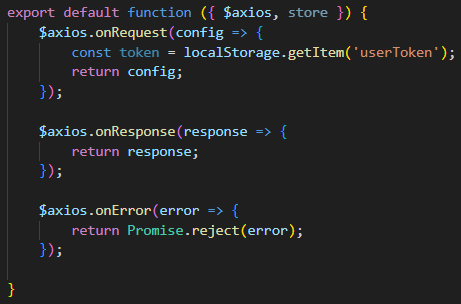 export default function ({ $axios, store }) {
    $axios.onRequest(config => {
        const token = localStorage.getItem('userToken');
        return config;
    });

    $axios.onResponse(response => {
        return response;
    });

    $axios.onError(error => {
        return Promise.reject(error);
    });

}